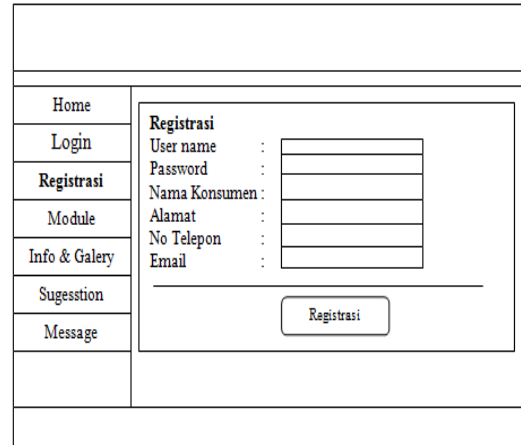 Home
Login
Registrasi
Module
Info & Galery
Sugesstion
Message
Registrasi
User name :
Password :
Nama Konsumen :
Alamat :
No Telepon :
Email :
Registrasi